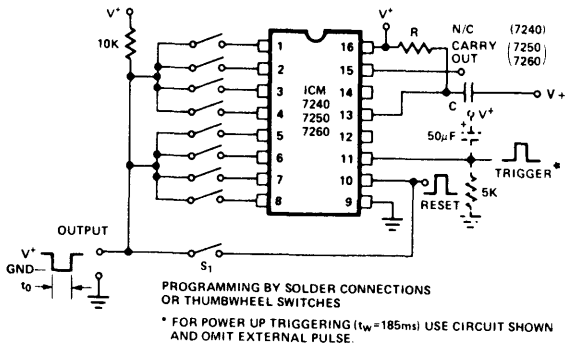 V+
10K
1
2
3
4
5
6
7
8
ICM
7240
7250
7260
16
15
14
13
12
11
10
9
V+
R
N/C (7240)
CARRY OUT (7250 7260)
C
V+
V+
+
50µF
TRIGGER*
5K
RESET
OUTPUT
V+
GND
to
S1
PROGRAMMING BY SOLDER CONNECTIONS
OR THUMBWHEEL SWITCHES
* FOR POWER UP TRIGGERING (tw=185ms) USE CIRCUIT SHOWN
AND OMIT EXTERNAL PULSE.